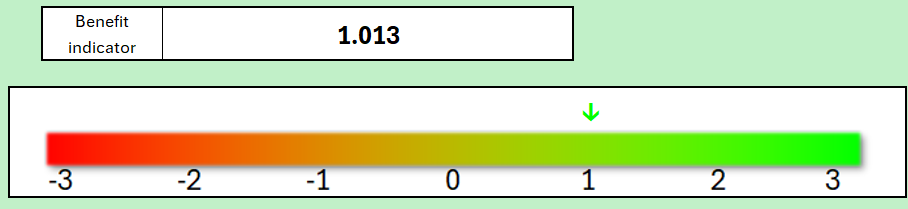 Benefit
indicator
1.013
-3 -2 -1 0 1 2 3